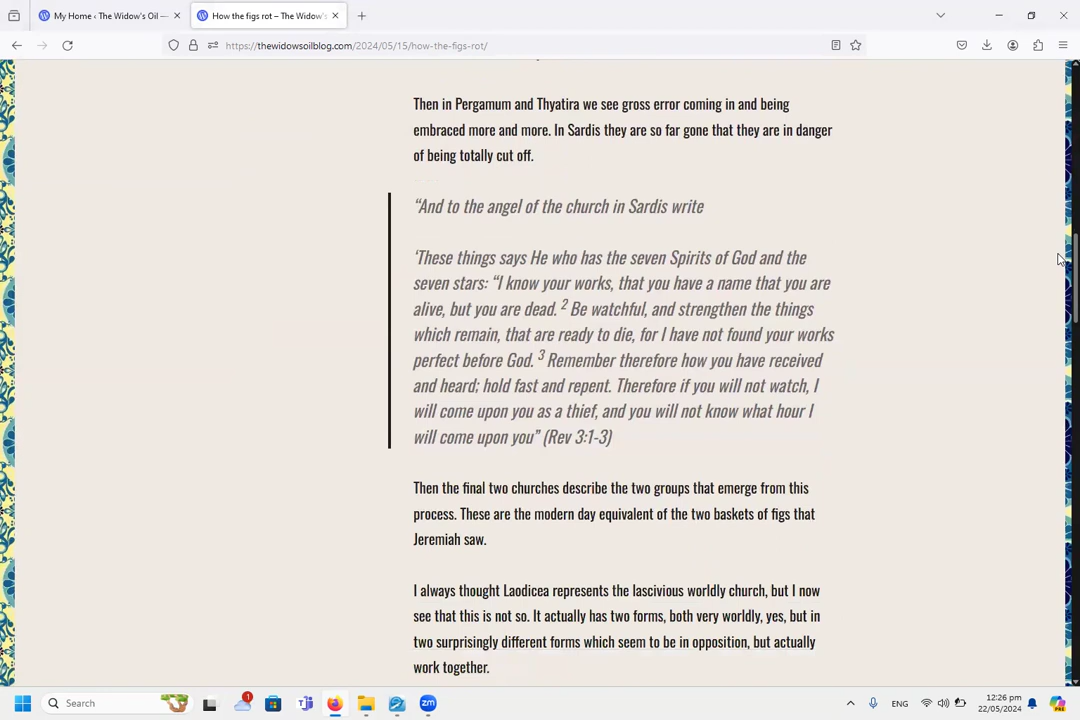 My Home ‹ The Widow's Oil —
How the figs rot – The Widow's
https://thewidowsoilblog.com/2024/05/15/how-the-figs-rot/
Then in Pergamum and Thyatira we see gross error coming in and being
embraced more and more. In Sardis they are so far gone that they are in danger
of being totally cut off.
“And to the angel of the church in Sardis write
‘These things says He who has the seven Spirits of God and the
seven stars: “I know your works, that you have a name that you are
alive, but you are dead. 2 Be watchful, and strengthen the things
which remain, that are ready to die, for I have not found your works
perfect before God. 3 Remember therefore how you have received
and heard; hold fast and repent. Therefore if you will not watch, I
will come upon you as a thief, and you will not know what hour I
will come upon you” (Rev 3:1-3)
Then the final two churches describe the two groups that emerge from this
process. These are the modern day equivalent of the two baskets of figs that
Jeremiah saw.
I always thought Laodicea represents the lascivious worldly church, but I now
see that this is not so. It actually has two forms, both very worldly, yes, but in
two surprisingly different forms which seem to be in opposition, but actually
work together.
Search
1
zm
ENG
12:26 pm
22/05/2024
PRE